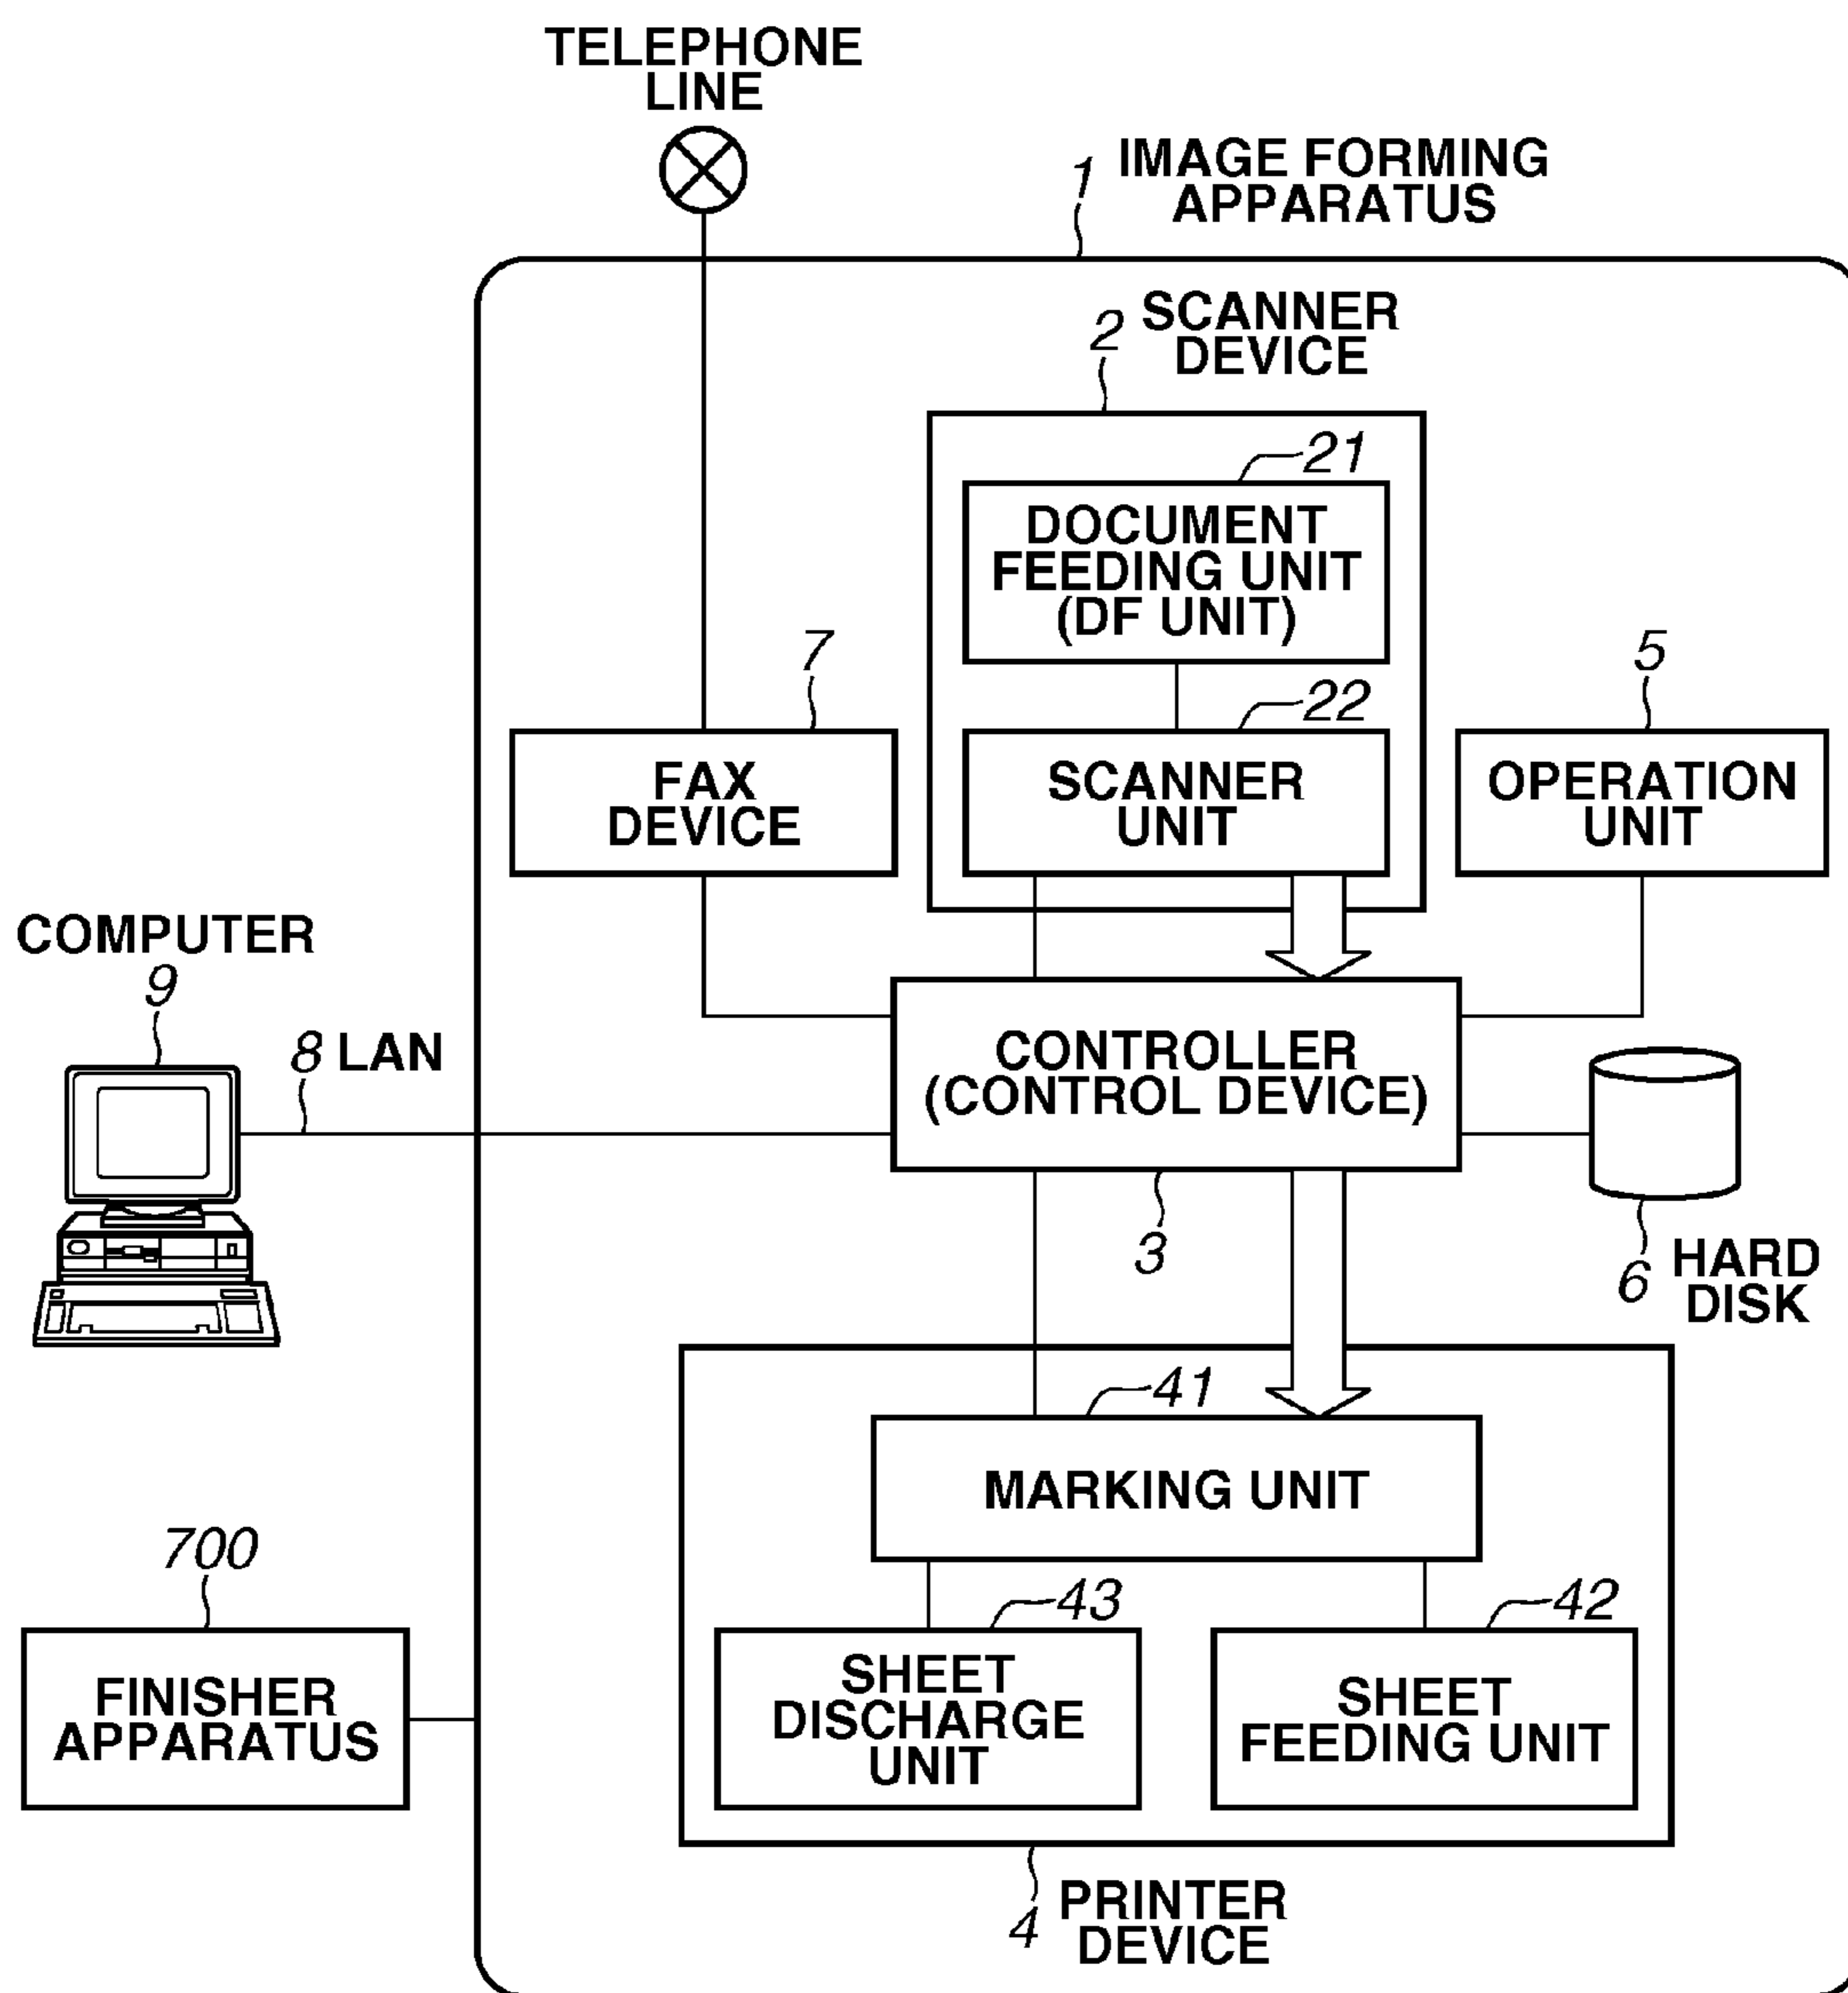 TELEPHONE
LINE
1 IMAGE FORMING
APPARATUS
2 SCANNER
DEVICE
21
DOCUMENT
FEEDING UNIT
(DF UNIT)
7
FAX
DEVICE
22
SCANNER
UNIT
5
OPERATION
UNIT
COMPUTER
9
8 LAN
CONTROLLER
(CONTROL DEVICE)
3
6 HARD
DISK
41
MARKING UNIT
700
FINISHER
APPARATUS
43
SHEET
DISCHARGE
UNIT
42
SHEET
FEEDING UNIT
4 PRINTER
DEVICE